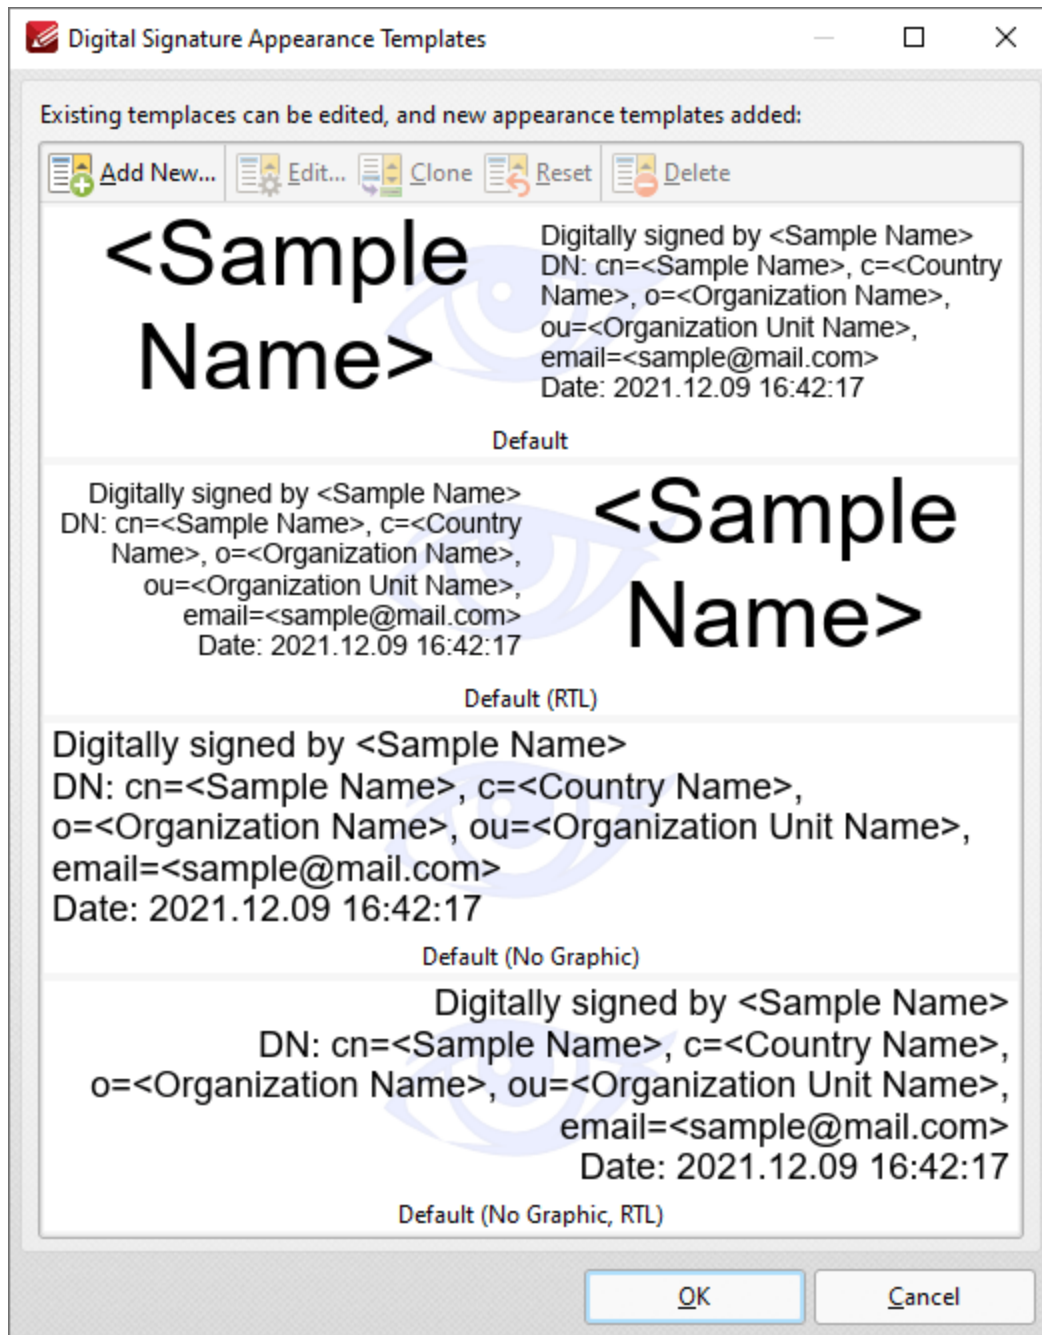 Digital Signature Appearance Templates
Existing templaces can be edited, and new appearance templates added:
Add New... Edit... Clone Reset Delete
<Sample
Name>
Digitally signed by <Sample Name>
DN: cn=<Sample Name>, c=<Country
Name>, o=<Organization Name>,
ou=<Organization Unit Name>,
email=<sample@mail.com>
Date: 2021.12.09 16:42:17
Default
Digitally signed by <Sample Name>
DN: cn=<Sample Name>, c=<Country
Name>, o=<Organization Name>,
ou=<Organization Unit Name>,
email=<sample@mail.com>
Date: 2021.12.09 16:42:17
<Sample
Name>
Default (RTL)
Digitally signed by <Sample Name>
DN: cn=<Sample Name>, c=<Country Name>,
o=<Organization Name>, ou=<Organization Unit Name>,
email=<sample@mail.com>
Date: 2021.12.09 16:42:17
Default (No Graphic)
Digitally signed by <Sample Name>
DN: cn=<Sample Name>, c=<Country Name>,
o=<Organization Name>, ou=<Organization Unit Name>,
email=<sample@mail.com>
Date: 2021.12.09 16:42:17
Default (No Graphic, RTL)
OK Cancel